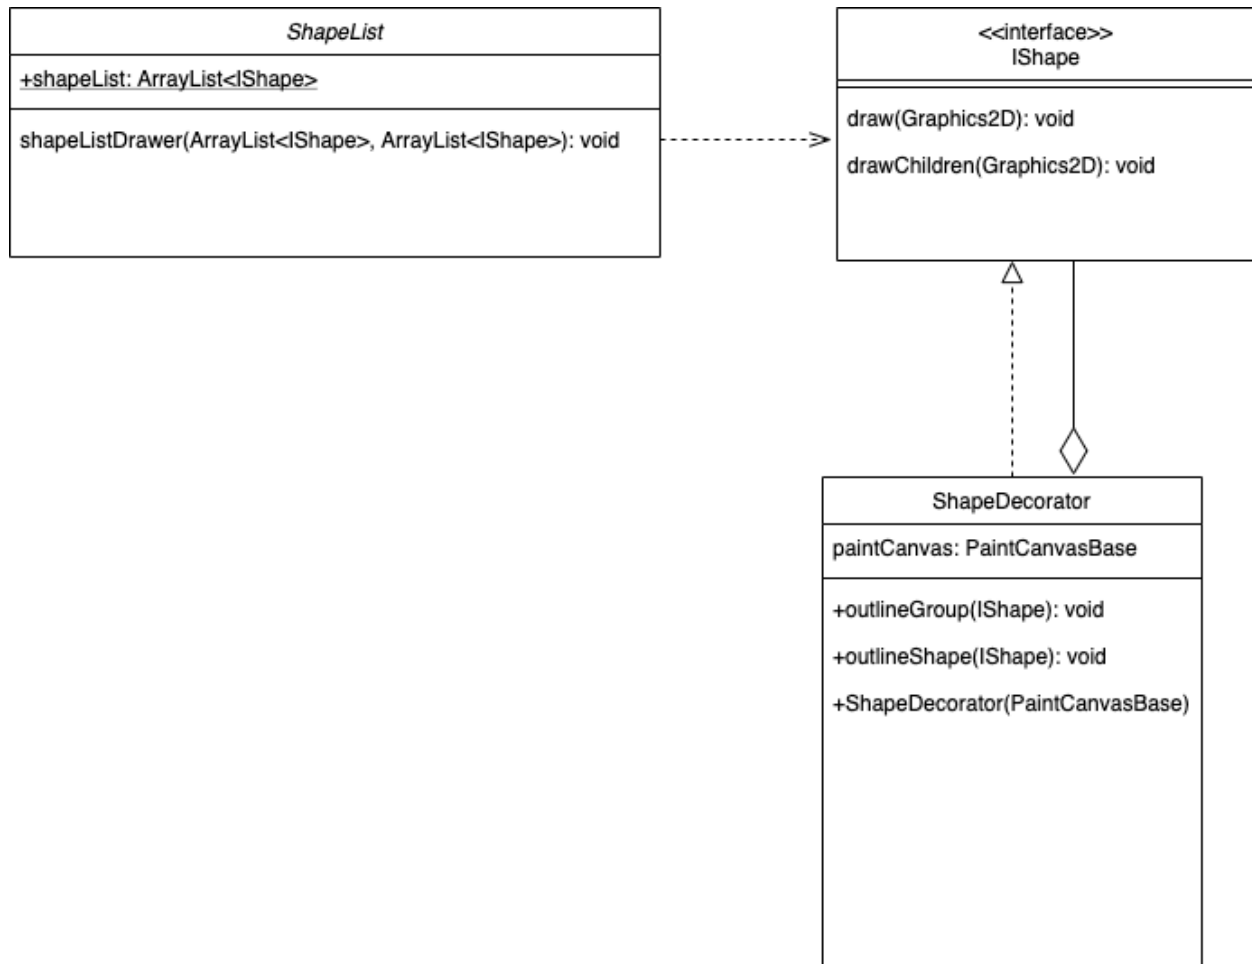 ShapeList
+shapeList: ArrayList<IShape>
shapeListDrawer(ArrayList<IShape>, ArrayList<IShape>): void
<<interface>>
IShape
draw(Graphics2D): void
drawChildren(Graphics2D): void
ShapeDecorator
paintCanvas: PaintCanvasBase
+outlineGroup(IShape): void
+outlineShape(IShape): void
+ShapeDecorator(PaintCanvasBase)